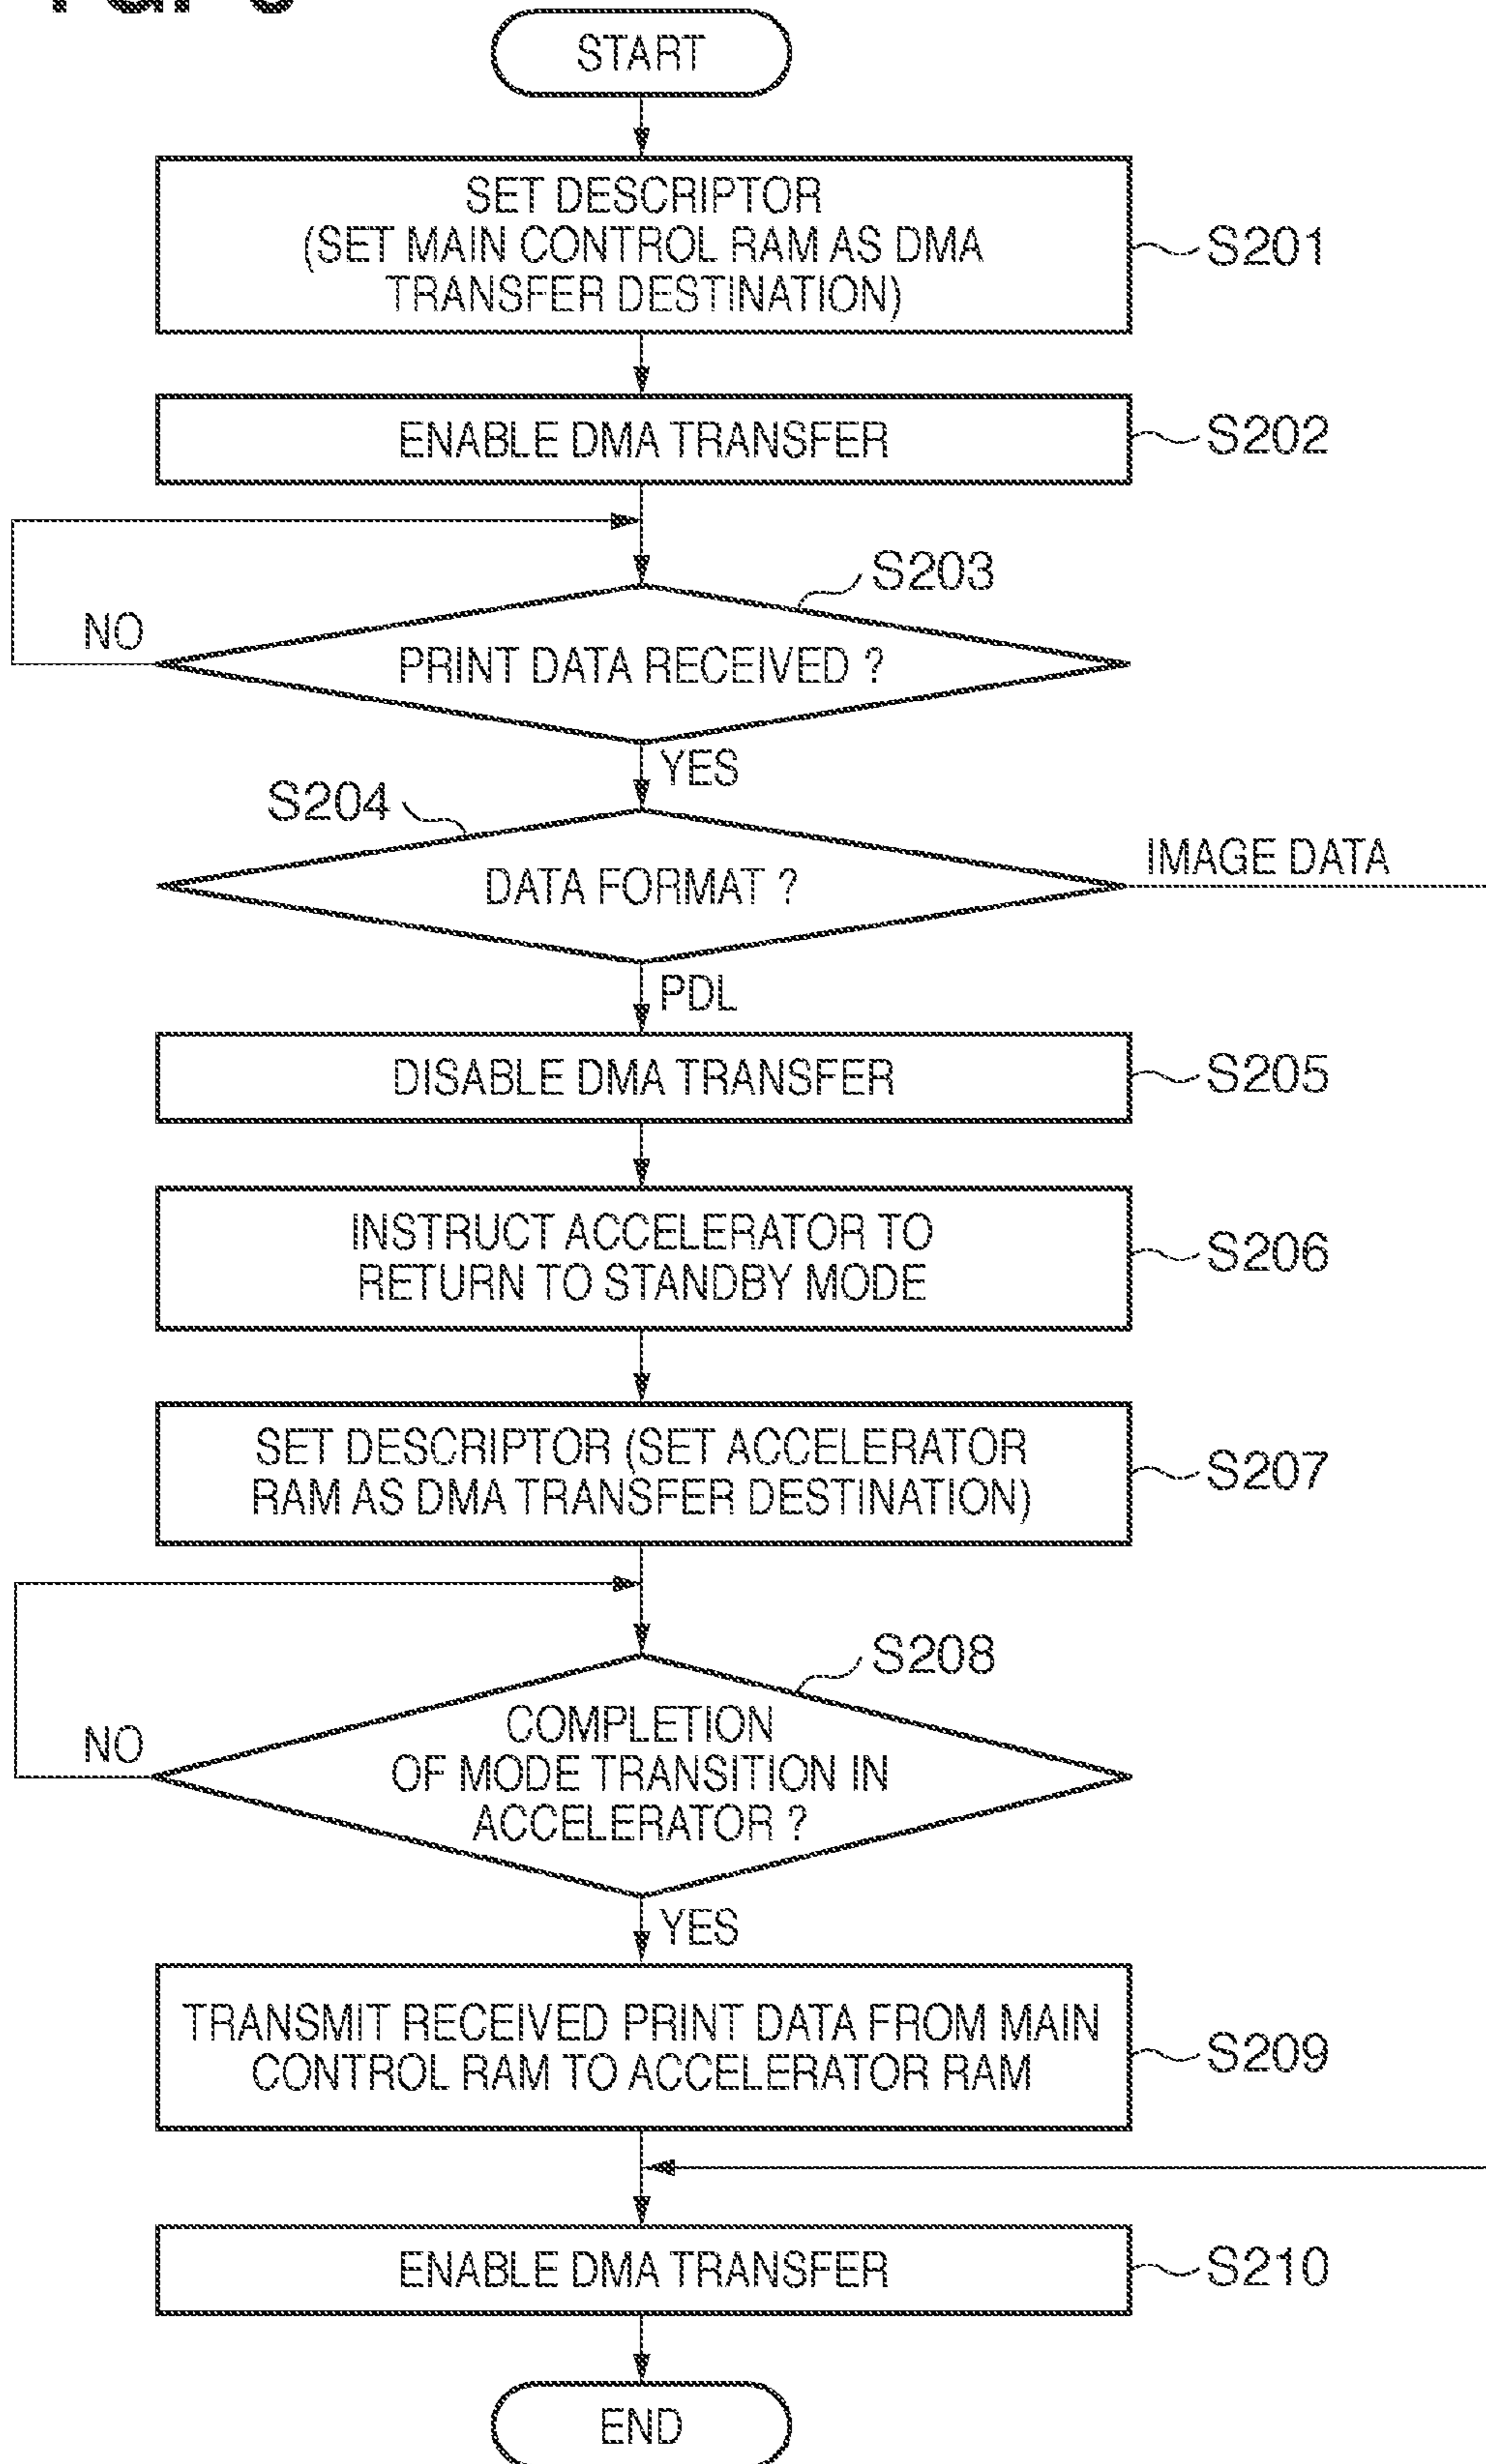 START
SET DESCRIPTOR
(SET MAIN CONTROL RAM AS DMA
TRANSFER DESTINATION)
S201
ENABLE DMA TRANSFER
S202
S203
NO
PRINT DATA RECEIVED ?
YES
S204
IMAGE DATA
DATA FORMAT ?
PDL
DISABLE DMA TRANSFER
S205
INSTRUCT ACCELERATOR TO
RETURN TO STANDBY MODE
S206
SET DESCRIPTOR (SET ACCELERATOR
RAM AS DMA TRANSFER DESTINATION)
S207
S208
NO
COMPLETION
OF MODE TRANSITION IN
ACCELERATOR ?
YES
TRANSMIT RECEIVED PRINT DATA FROM MAIN
CONTROL RAM TO ACCELERATOR RAM
S209
ENABLE DMA TRANSFER
S210
END